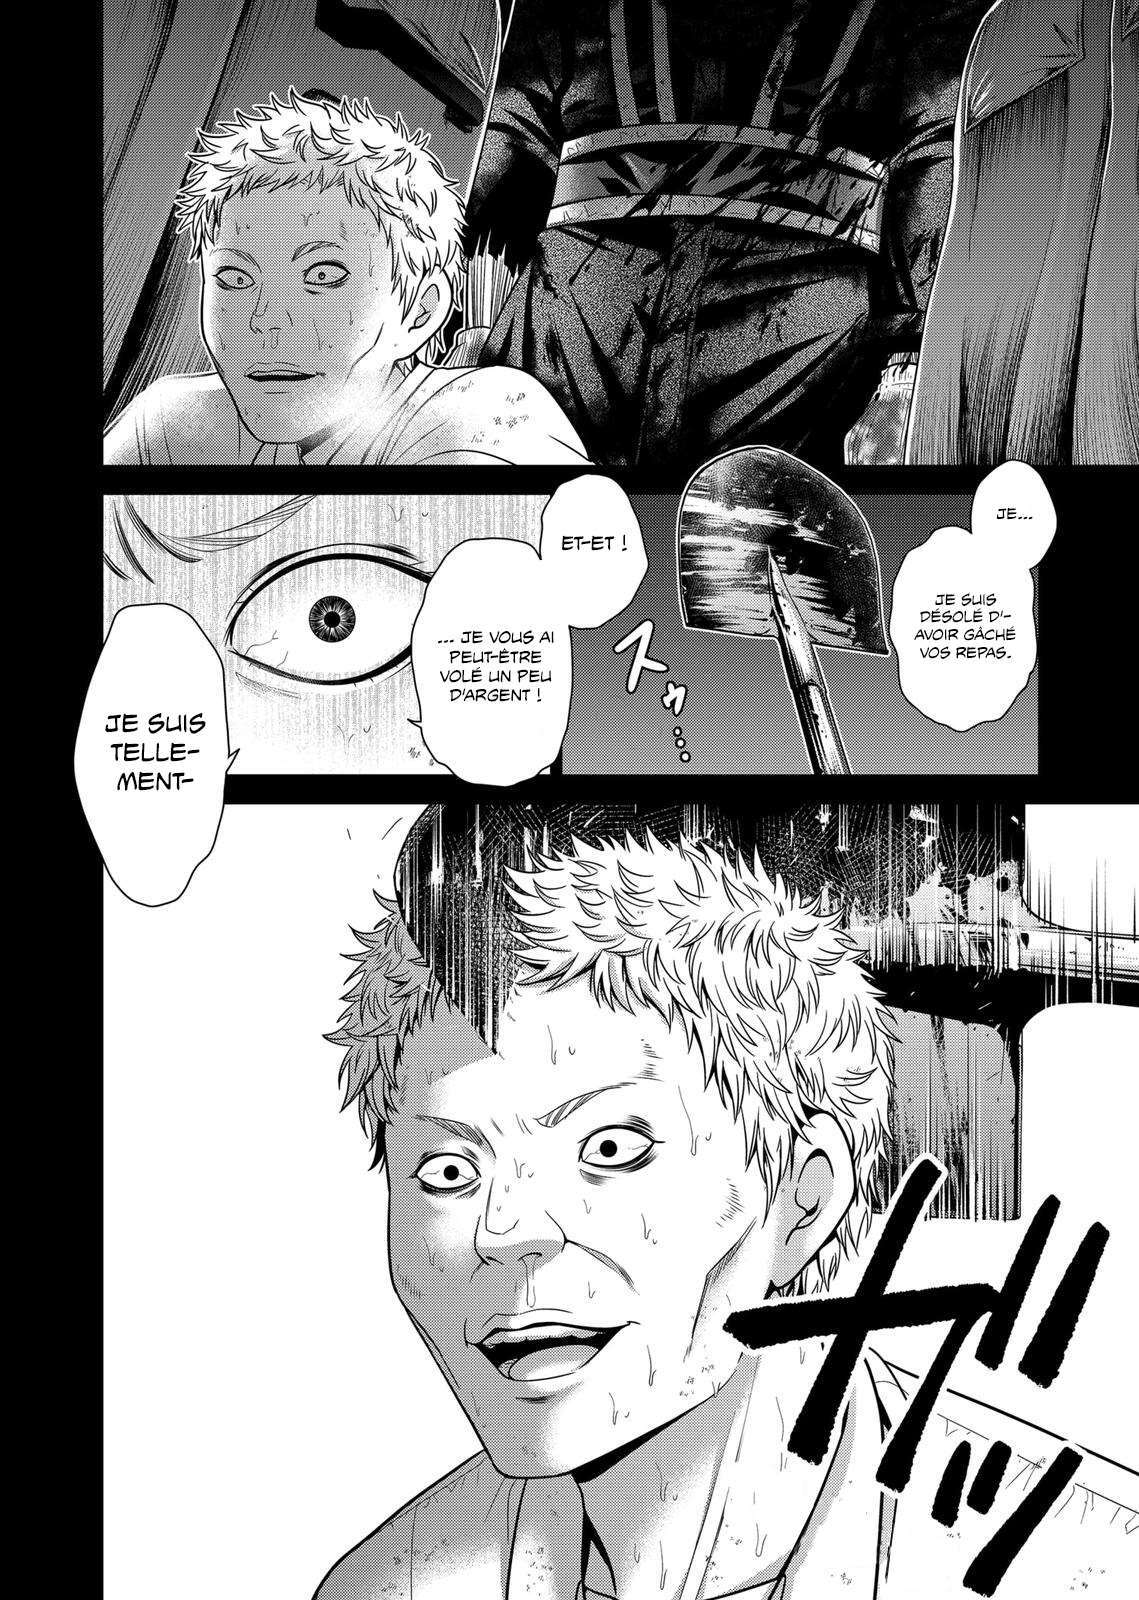 JE...
JE SUIS
DÉSOLÉ D'-
AVOIR GÂCHÉ
VOS REPAS.
スッ...
ET-ET !
... JE VOUS AI
PEUT-ÊTRE
VOLÉ UN PEU
D'ARGENT !
JE SUIS
TELLE-
MENT-
ガッ